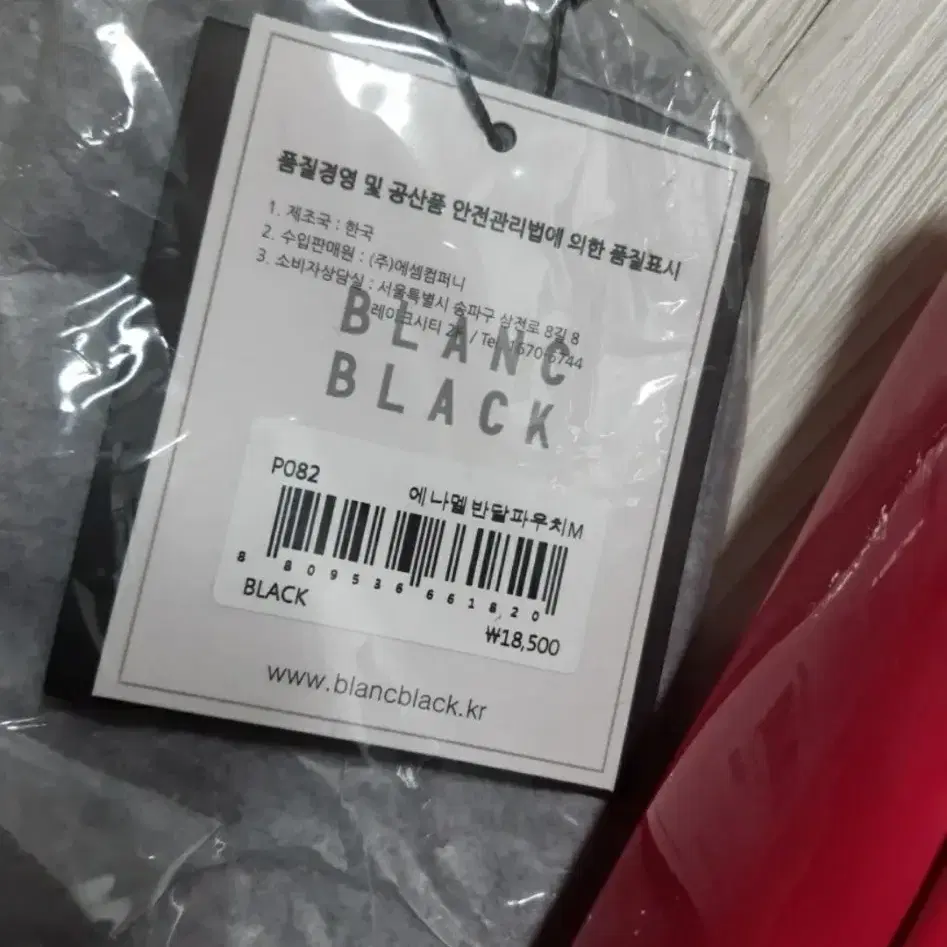 품질경영 및 공산품 안전관리법에 의한 품질표시
1. 제조국 : 한국
2. 수입판매원 : (주)에셈컴퍼니
3. 소비자상담실 : 서울특별시 송파구 삼전로 8길 8
레이크시티 / Tel 1670-6744
BLANC
BLACK
P082
에나멜반달파우치M
8 809536 661820
BLACK
₩18,500
www.blancblack.kr